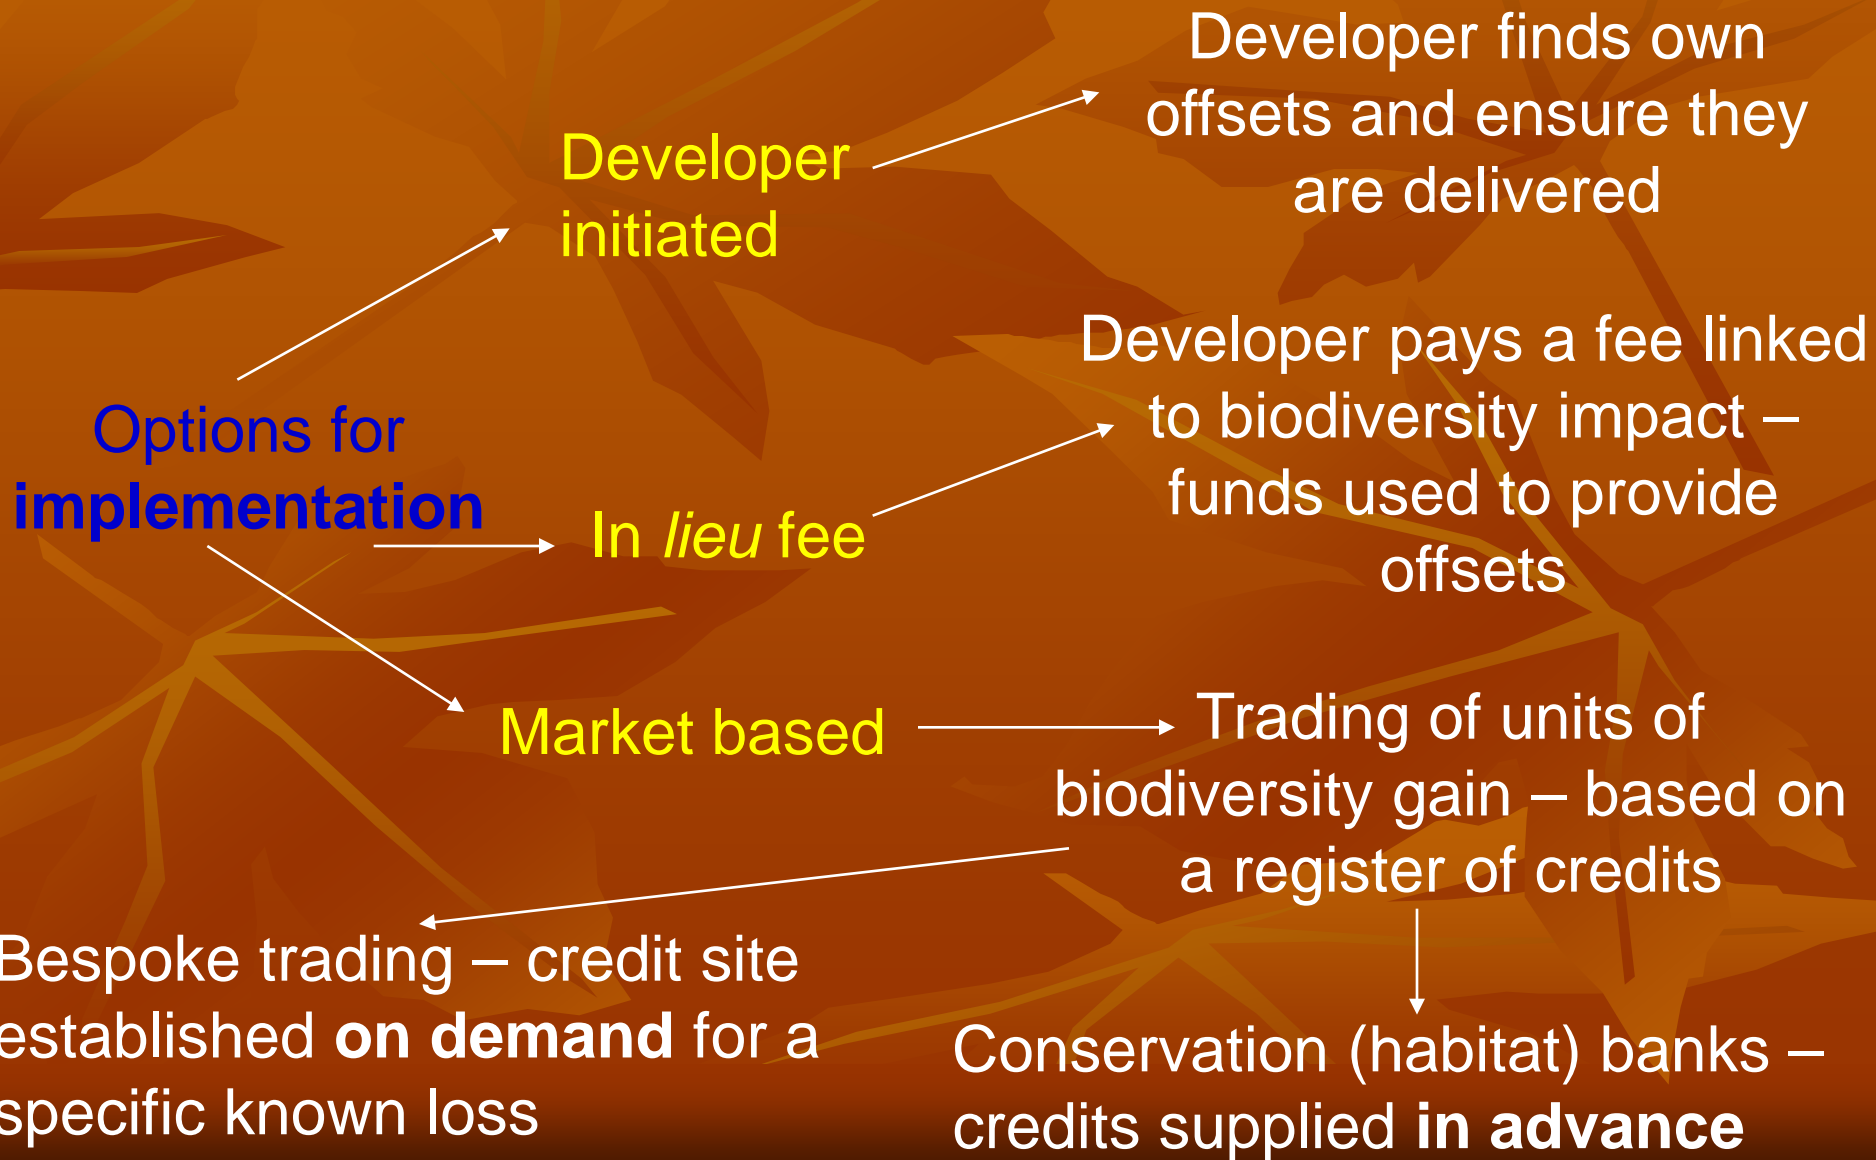 Options for
implementation
Developer
initiated
Developer finds own
offsets and ensure they
are delivered
In lieu fee
Developer pays a fee linked
to biodiversity impact –
funds used to provide
offsets
Market based
Trading of units of
biodiversity gain – based on
a register of credits
Bespoke trading – credit site
established on demand for a
specific known loss
Conservation (habitat) banks –
credits supplied in advance